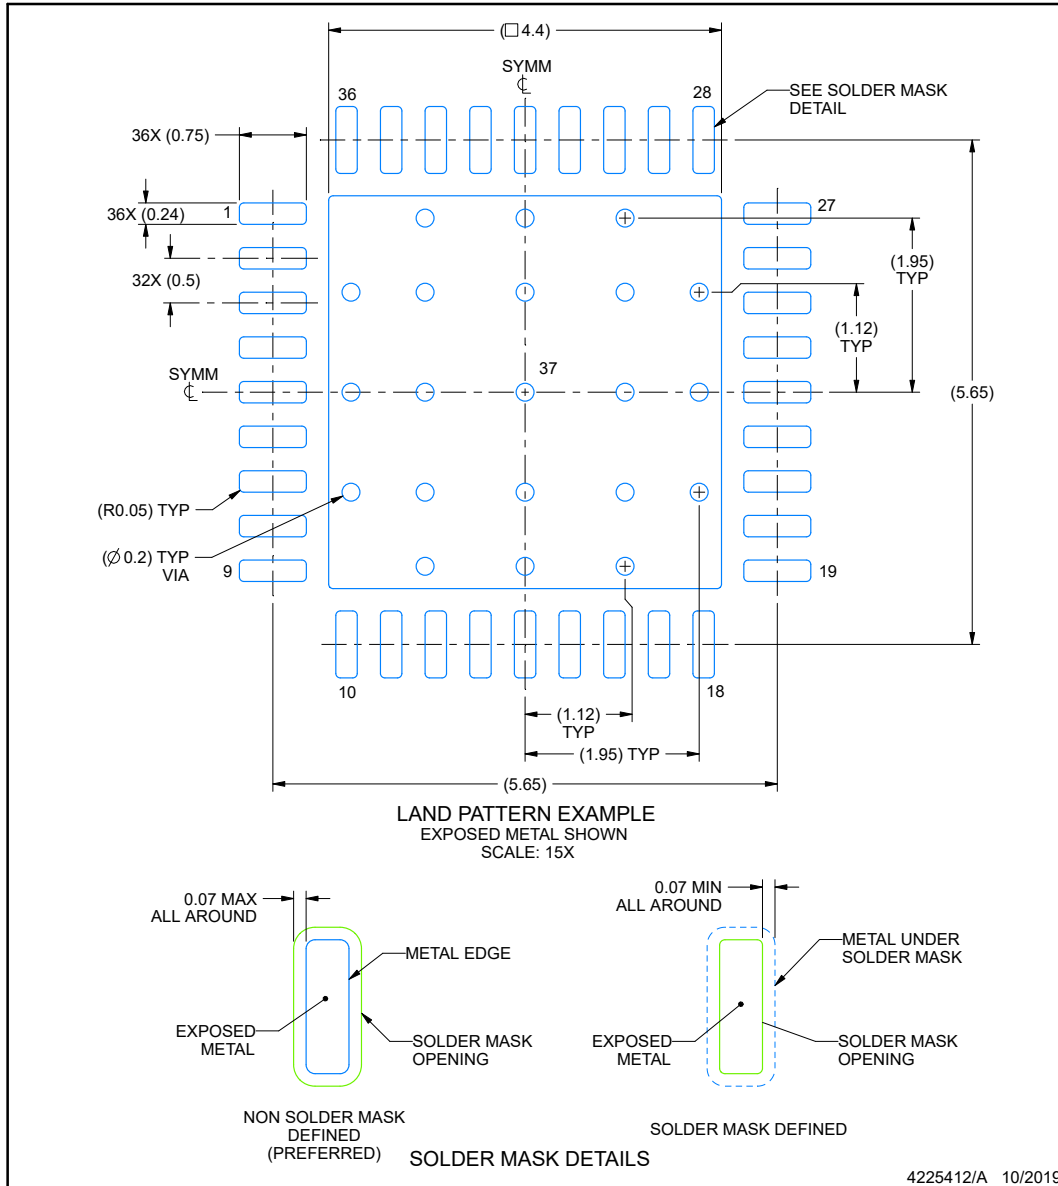 (□ 4.4)
SYMM
℄
36
28
SEE SOLDER MASK
DETAIL
36X (0.75)
36X (0.24)
1
27
32X (0.5)
(1.95)
TYP
(1.12)
TYP
SYMM
℄
37
(5.65)
(R0.05) TYP
(∅ 0.2) TYP
VIA
9
19
10
18
(1.12)
TYP
(1.95) TYP
(5.65)
LAND PATTERN EXAMPLE
EXPOSED METAL SHOWN
SCALE: 15X
0.07 MAX
ALL AROUND
0.07 MIN
ALL AROUND
METAL EDGE
METAL UNDER
SOLDER MASK
EXPOSED
METAL
SOLDER MASK
OPENING
EXPOSED
METAL
SOLDER MASK
OPENING
NON SOLDER MASK
DEFINED
(PREFERRED)
SOLDER MASK DEFINED
SOLDER MASK DETAILS
4225412/A 10/2019